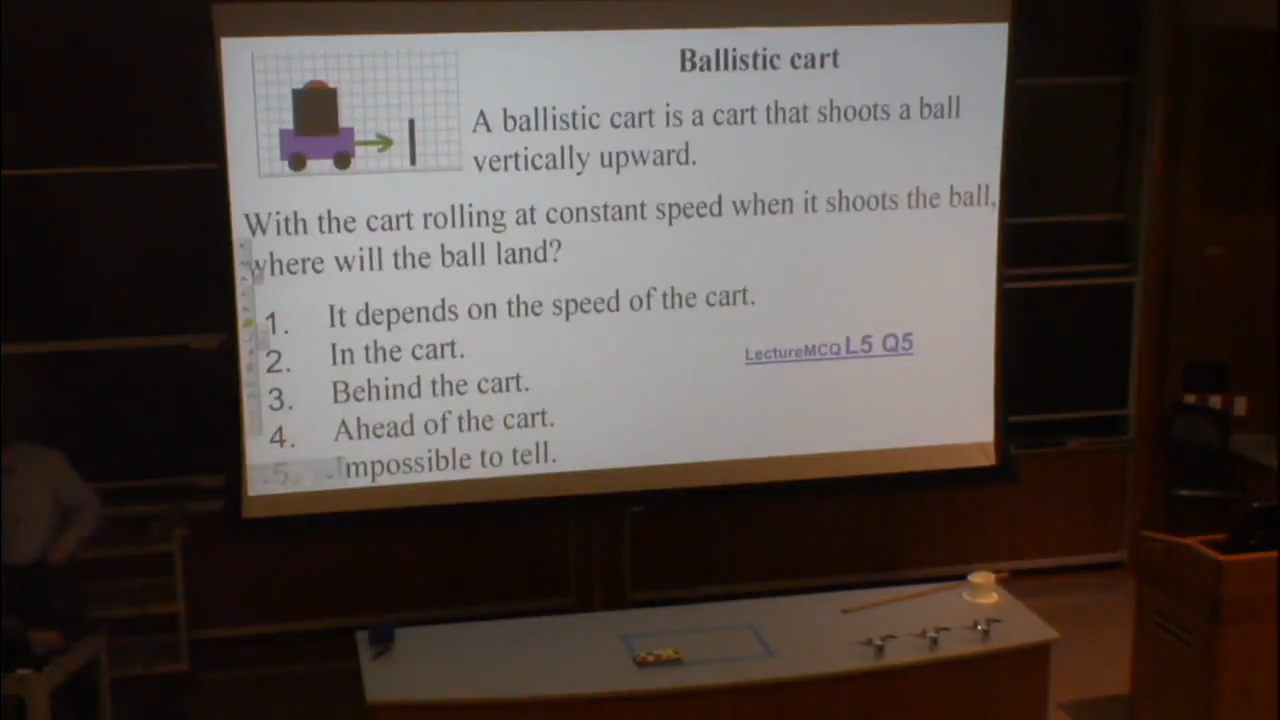 Ballistic cart
A ballistic cart is a cart that shoots a ball
vertically upward.
With the cart rolling at constant speed when it shoots the ball,
where will the ball land?
1. It depends on the speed of the cart.
2. In the cart.
3. Behind the cart.
4. Ahead of the cart.
5. Impossible to tell.
LectureMCQ L5 Q5